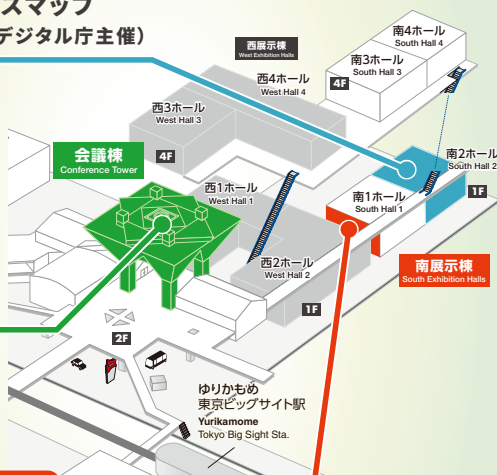 スマップ
デジタル庁主催)
南4ホール
South Hall 4
南3ホール
South Hall 3
4F
西展示棟
West Exhibition Halls
西4ホール
West Hall 4
西3ホール
West Hall 3
4F
会議棟
Conference Tower
西1ホール
West Hall 1
南2ホール
South Hall 2
1F
南1ホール
South Hall 1
西2ホール
West Hall 2
1F
南展示棟
South Exhibition Halls
2F
ゆりかもめ
東京ビッグサイト駅
Yurikamome
Tokyo Big Sight Sta.